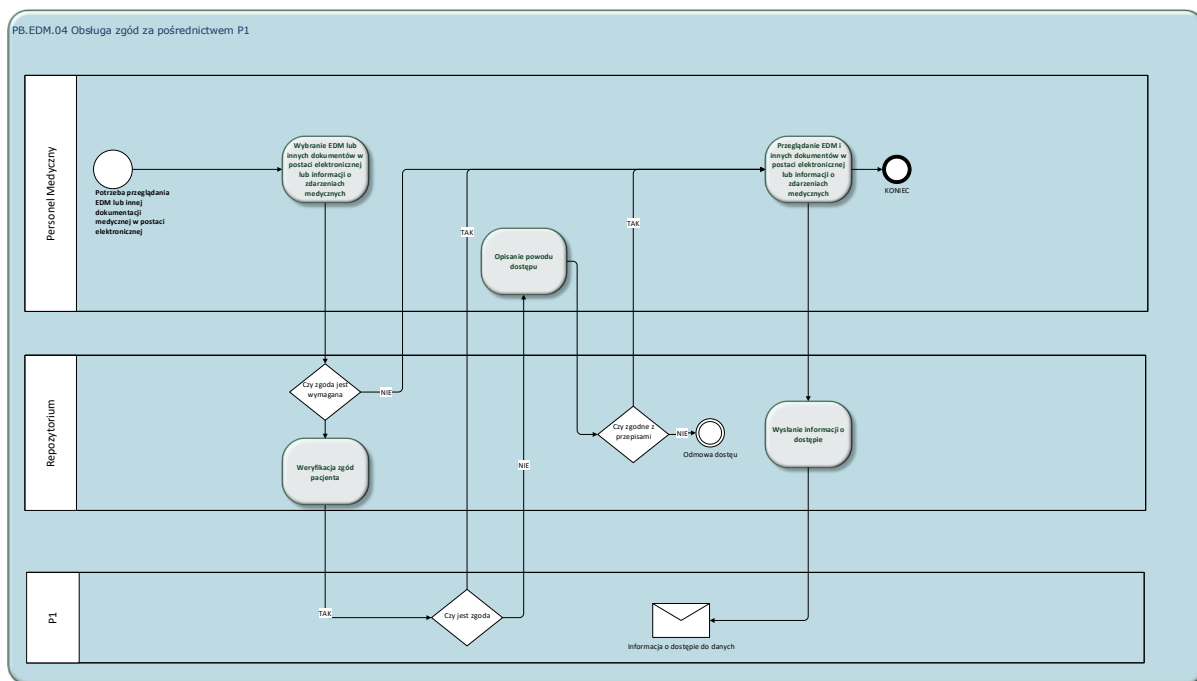 PB.EDM.04 Obsługa zgód za pośrednictwem P1
Personel Medyczny
Potrzeba przeglądania
EDM lub innej
dokumentacji
medycznej w postaci
elektronicznej
Wybranie EDM lub
innych dokumentów w
postaci elektronicznej
lub informacji o
zdarzeniach
medycznych
TAK
Opisanie powodu
dostępu
TAK
Przeglądanie EDM i
innych dokumentów w
postaci elektronicznej
lub informacji o
zdarzeniach
medycznych
KONIEC
Repozytorium
Czy zgoda jest
wymagana
NIE
Weryfikacja zgód
pacjenta
NIE
Czy zgodne z
przepisami
NIE
Odmowa dostęu
Wysłanie informacji o
dostępie
P1
TAK
Czy jest zgoda
Informacja o dostępie do danych